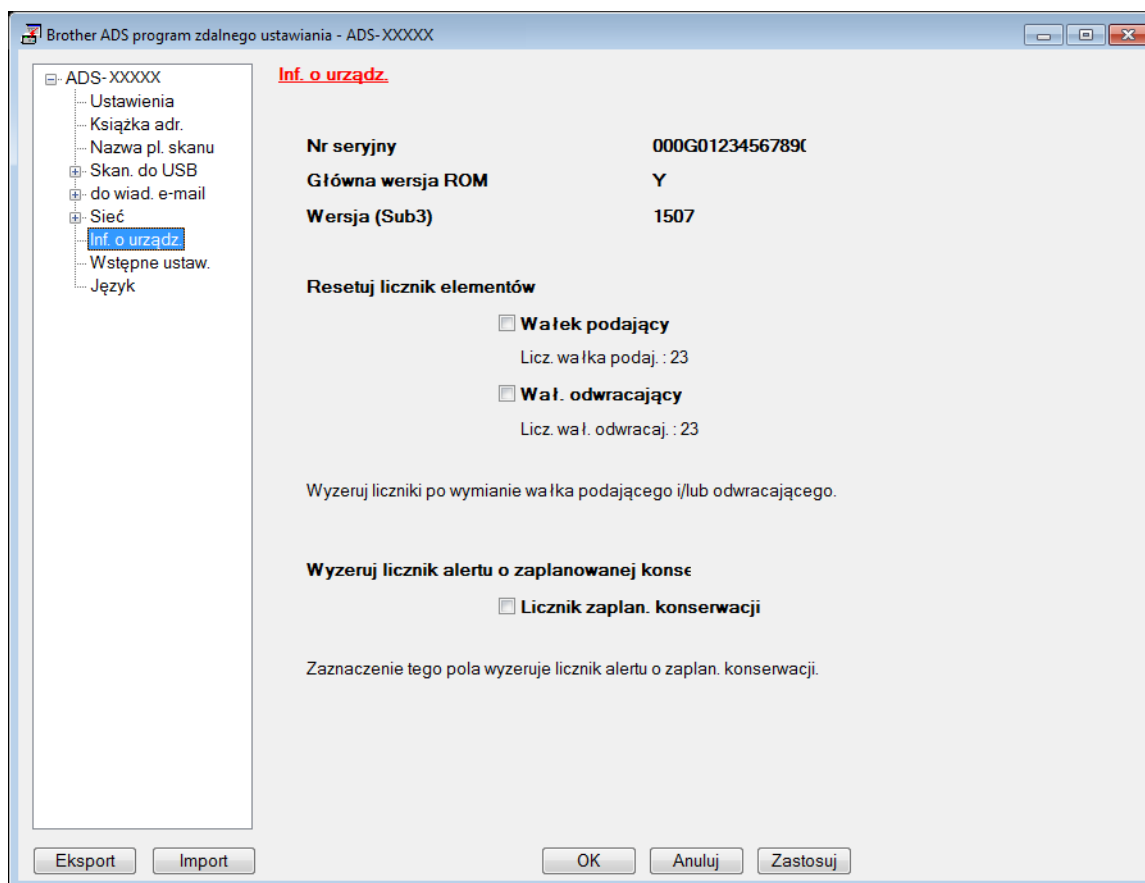 Brother ADS program zdalnego ustawiania - ADS-XXXXX
ADS-XXXXX
Ustawienia
Książka adr.
Nazwa pl. skanu
Skan. do USB
do wiad. e-mail
Sieć
Inf. o urządz.
Wstępne ustaw.
Język
Inf. o urządz.
Nr seryjny 000G0123456789
Główna wersja ROM Y
Wersja (Sub3) 1507
Resetuj licznik elementów
Wałek podający
Licz. wałka podaj. : 23
Wał. odwracający
Licz. wał. odwracaj. : 23
Wyzeruj liczniki po wymianie wałka podającego i/lub odwracającego.
Wyzeruj licznik alertu o zaplanowanej konse
Licznik zaplan. konserwacji
Zaznaczenie tego pola wyzeruje licznik alertu o zaplan. konserwacji.
Eksport Import OK Anuluj Zastosuj